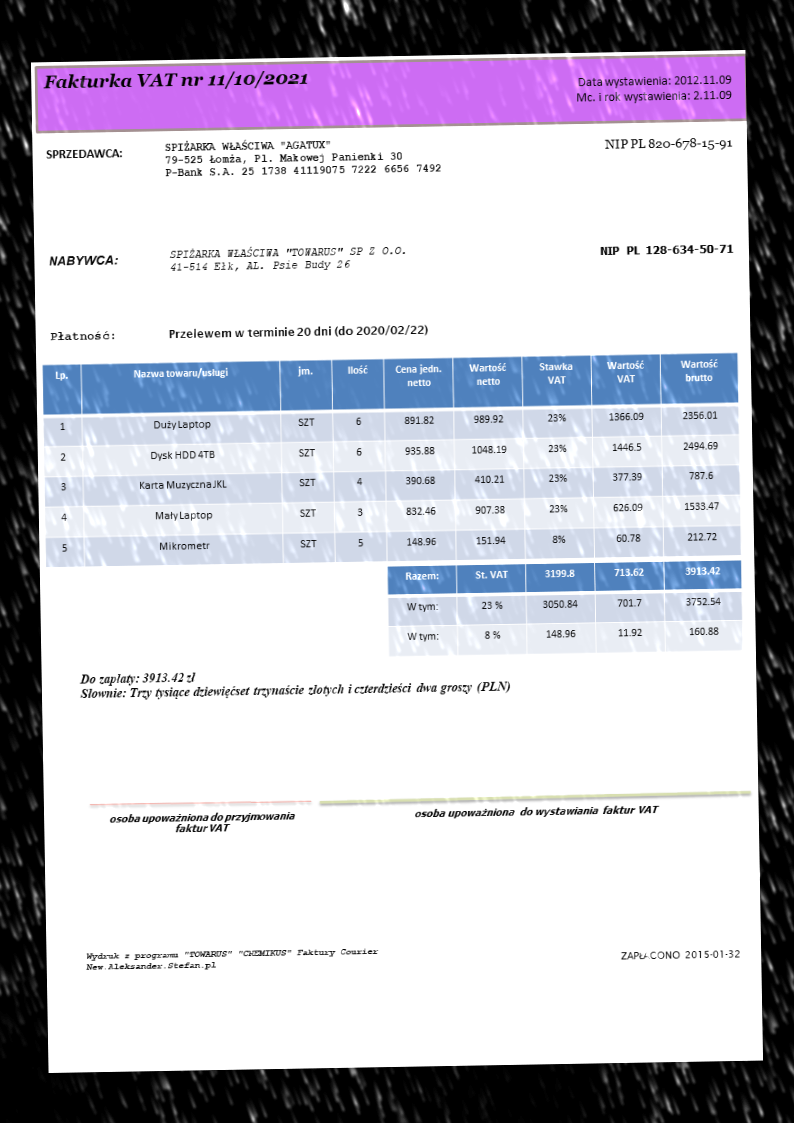 Fakturka VAT nr 11/10/2021
Data wystawienia: 2012.11.09
Mc. i rok wystawienia: 2.11.09
SPRZEDAWCA:
SPIŻARKA WŁAŚCIWA "AGATUX"
79-525 Łomża, Pl. Makowej Panienki 30
P-Bank S.A. 25 1738 41119075 7222 6656 7492
NIP PL 820-678-15-91
NABYWCA:
SPIŻARKA WŁAŚCIWA "TOWARUS" SP Z O.O.
41-514 Ełk, AL. Psie Budy 26
NIP PL 128-634-50-71
Płatność: Przelewem w terminie 20 dni (do 2020/02/22)
Lp. Nazwa towaru/usługi jm. Ilość Cena jedn. netto Wartość netto Stawka VAT Wartość VAT Wartość brutto
1 Duży Laptop SZT 6 891.82 989.92 23% 1366.09 2356.01
2 Dysk HDD 4TB SZT 6 935.88 1048.19 23% 1446.5 2494.69
3 Karta Muzyczna JKL SZT 4 390.68 410.21 23% 377.39 787.6
4 Mały Laptop SZT 3 832.46 907.38 23% 626.09 1533.47
5 Mikrometr SZT 5 148.96 151.94 8% 60.78 212.72
Razem: St. VAT 3199.8 713.62 3913.42
W tym: 23 % 3050.84 701.7 3752.54
W tym: 8 % 148.96 11.92 160.88
Do zapłaty: 3913.42 zł
Słownie: Trzy tysiące dziewięćset trzynaście złotych i czterdzieści dwa groszy (PLN)
osoba upoważniona do przyjmowania
faktur VAT
osoba upoważniona do wystawiania faktur VAT
Wydruk z programu "TOWARUS" "CHEMIKUS" Faktury Courier
New.Aleksander.Stefan.pl
ZAPŁACONO 2015-01-32